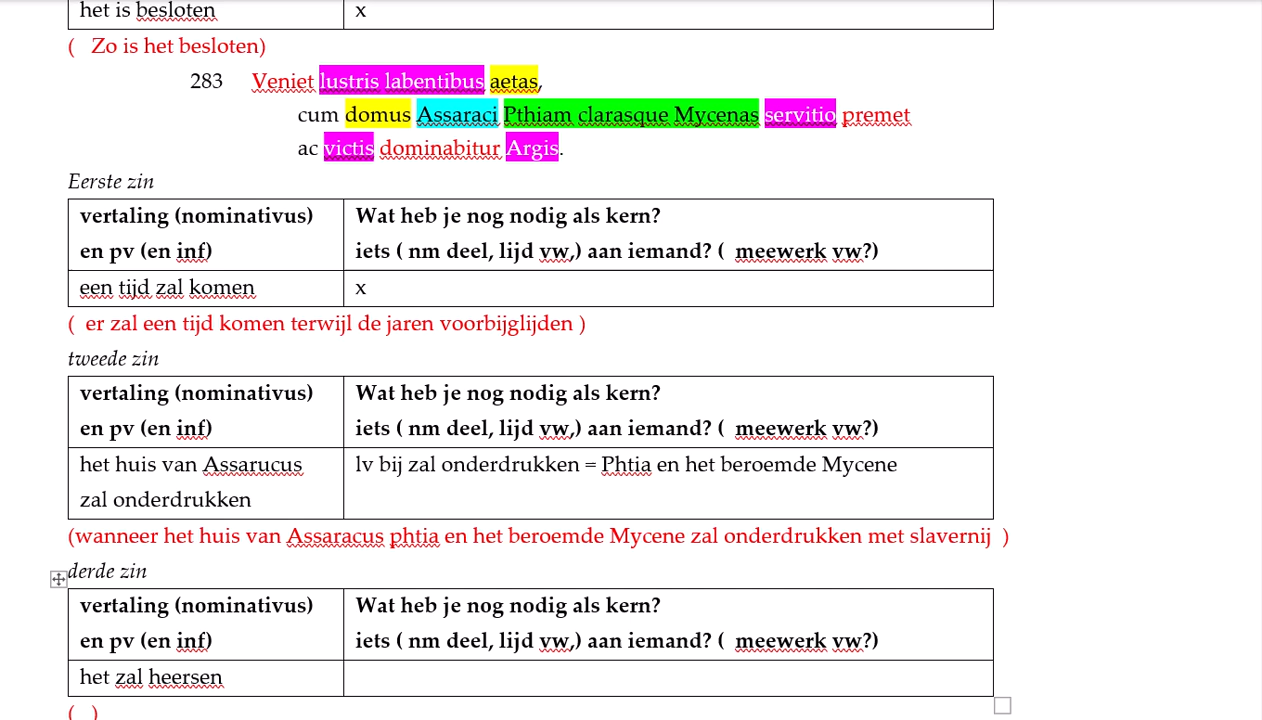 het is besloten x
( Zo is het besloten)
283 Veniet lustris labentibus aetas,
cum domus Assaraci Pthiam clarasque Mycenas servitio premet
ac victis dominabitur Argis.
Eerste zin
vertaling (nominativus) Wat heb je nog nodig als kern?
en pv (en inf) iets ( nm deel, lijd vw,) aan iemand? ( meewerk vw?)
een tijd zal komen x
( er zal een tijd komen terwijl de jaren voorbijglijden )
tweede zin
vertaling (nominativus) Wat heb je nog nodig als kern?
en pv (en inf) iets ( nm deel, lijd vw,) aan iemand? ( meewerk vw?)
het huis van Assarucus lv bij zal onderdrukken = Phtia en het beroemde Mycene
zal onderdrukken
(wanneer het huis van Assaracus phtia en het beroemde Mycene zal onderdrukken met slavernij )
derde zin
vertaling (nominativus) Wat heb je nog nodig als kern?
en pv (en inf) iets ( nm deel, lijd vw,) aan iemand? ( meewerk vw?)
het zal heersen
( )